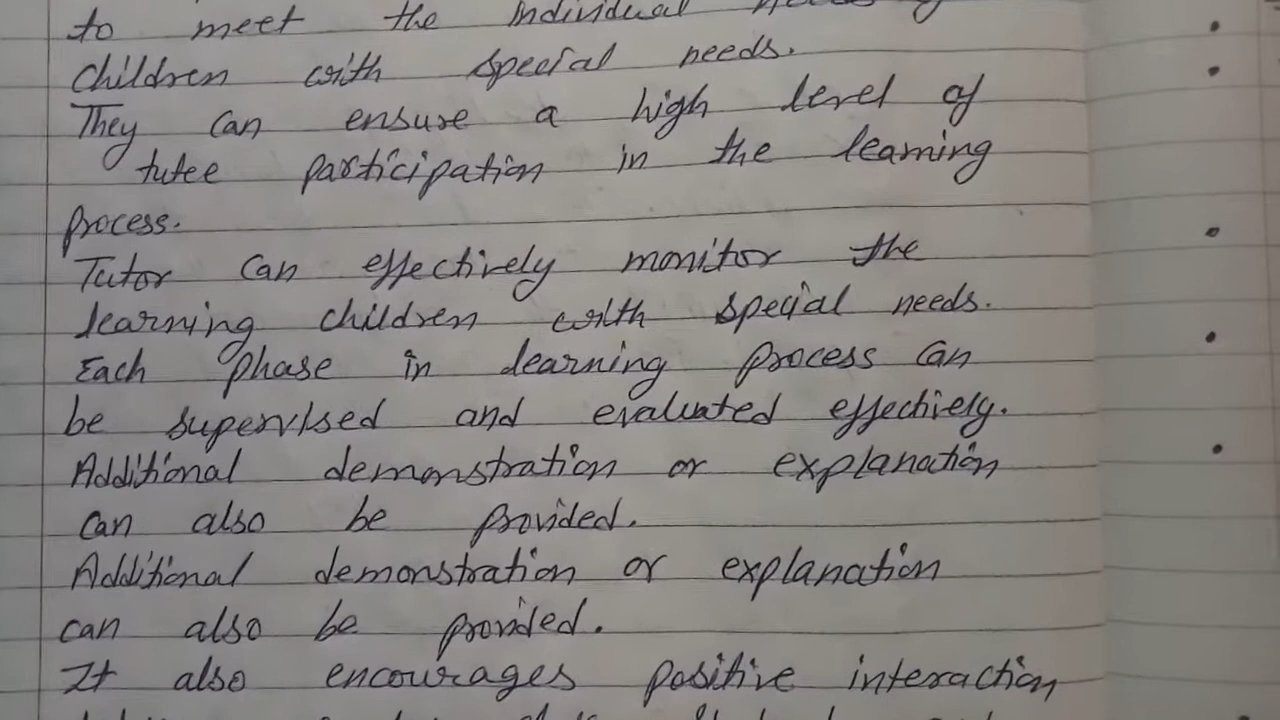 to meet the individual
children with special needs.
They can ensure a high level of
tutee participation in the learning
process.
Tutor can effectively monitor the
learning children with special needs.
Each phase in learning process can
be supervised and evaluated effectively.
Additional demonstration or explanation
can also be provided.
Additional demonstration or explanation
can also be provided.
It also encourages positive interaction